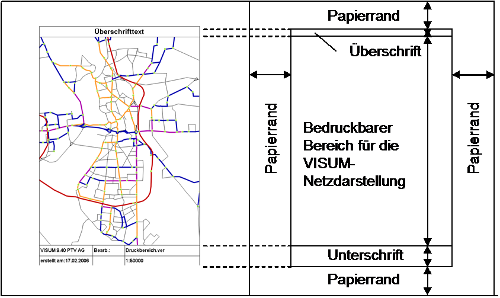 Überschrifttext
VISUM 9.40 PTV AG
Bearb.:
Druckbereich.ver
erstellt am:17.02.2006
1:50000
Papierrand
Überschrift
Papierrand
Bedruckbarer
Bereich für die
VISUM-
Netzdarstellung
Papierrand
Unterschrift
Papierrand